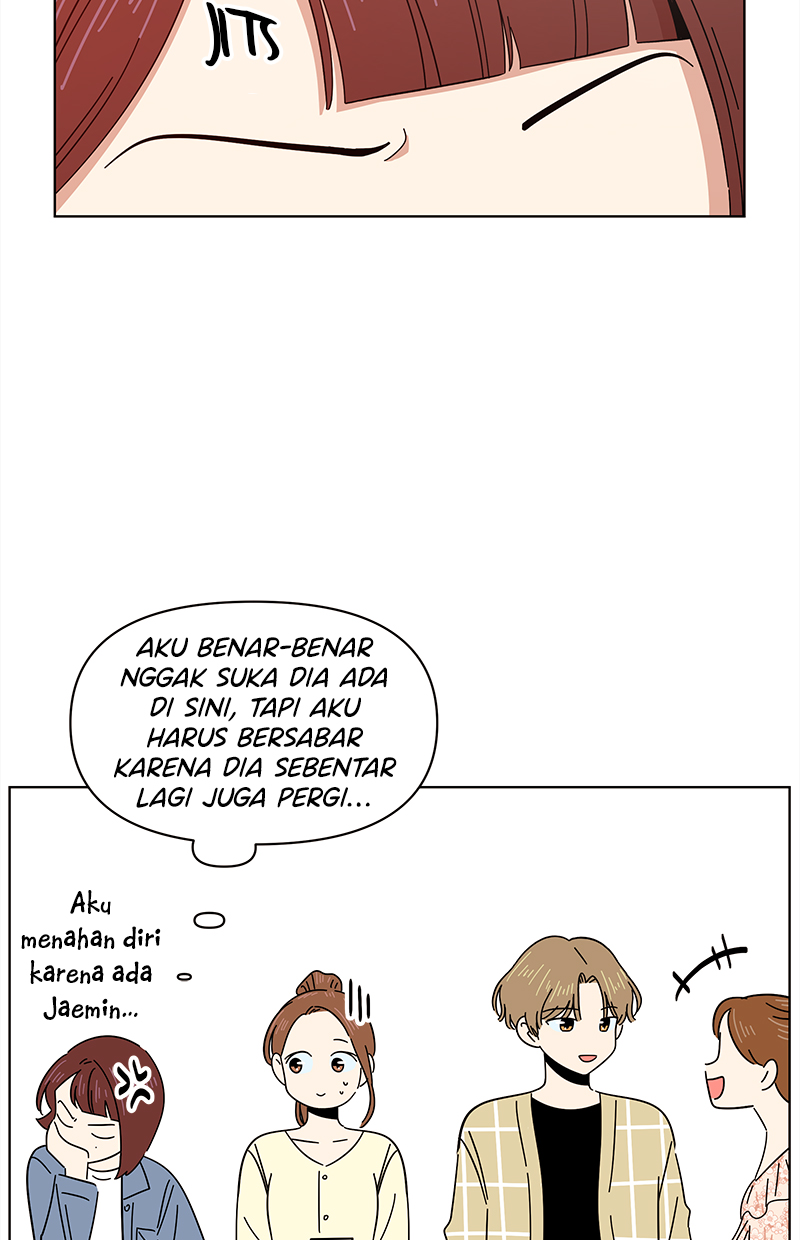 JITS
AKU BENAR-BENAR
NGGAK SUKA DIA ADA
DI SINI, TAPI AKU
HARUS BERSABAR
KARENA DIA SEBENTAR
LAGI JUGA PERGI...
Aku
menahan diri
karena ada
Jaemin...